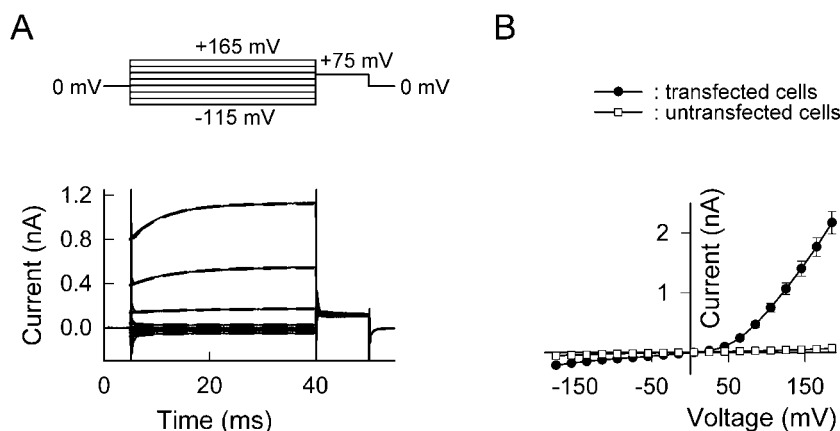 A
+165 mV
+75 mV
0 mV
0 mV
-115 mV
1.2
0.8
0.4
0.0
Current (nA)
0
20
40
Time (ms)
B
: transfected cells
: untransfected cells
2
1
Current (nA)
-150
-50
50
150
Voltage (mV)